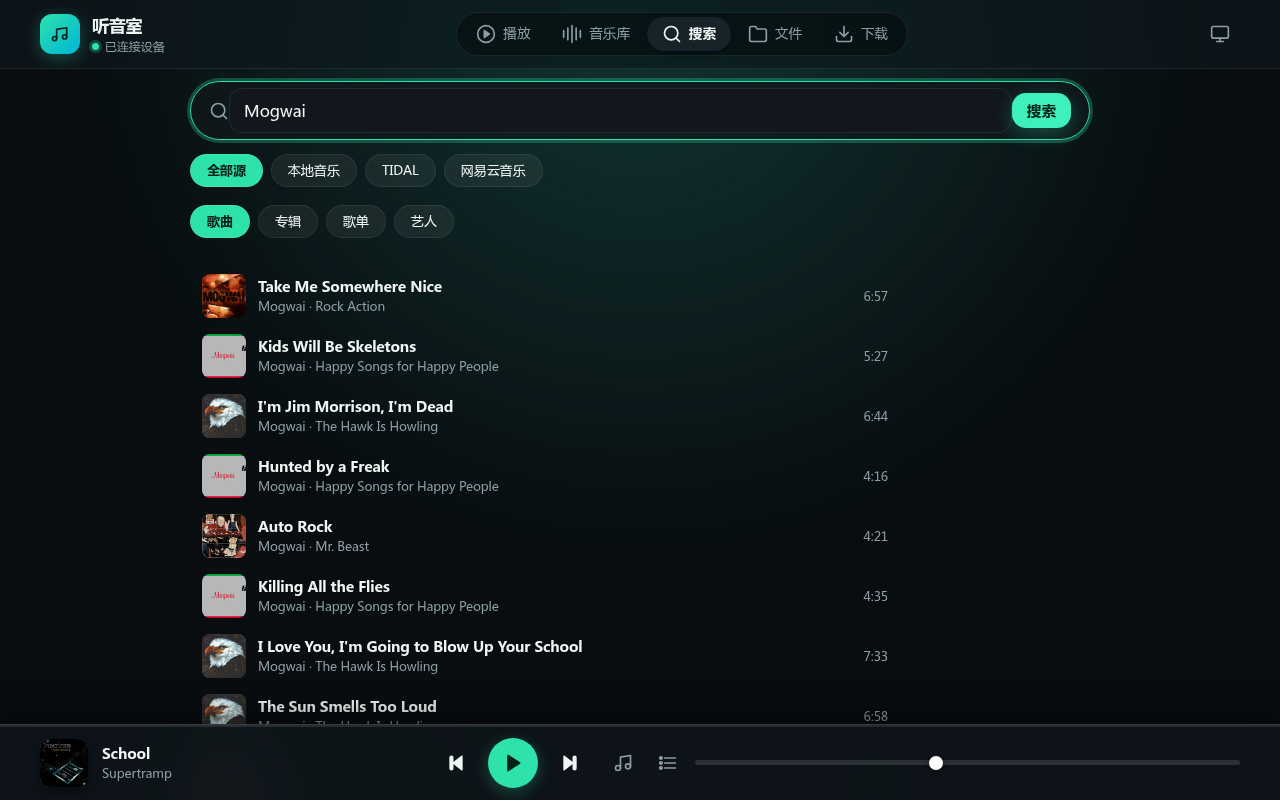 听音室
已连接设备
播放
音乐库
搜索
文件
下载
Mogwai
搜索
全部源
本地音乐
TIDAL
网易云音乐
歌曲
专辑
歌单
艺人
Take Me Somewhere Nice
Mogwai · Rock Action
6:57
Kids Will Be Skeletons
Mogwai · Happy Songs for Happy People
5:27
I'm Jim Morrison, I'm Dead
Mogwai · The Hawk Is Howling
6:44
Hunted by a Freak
Mogwai · Happy Songs for Happy People
4:16
Auto Rock
Mogwai · Mr. Beast
4:21
Killing All the Flies
Mogwai · Happy Songs for Happy People
4:35
I Love You, I'm Going to Blow Up Your School
Mogwai · The Hawk Is Howling
7:33
The Sun Smells Too Loud
Mogwai · The Hawk Is Howling
6:58
School
Supertramp